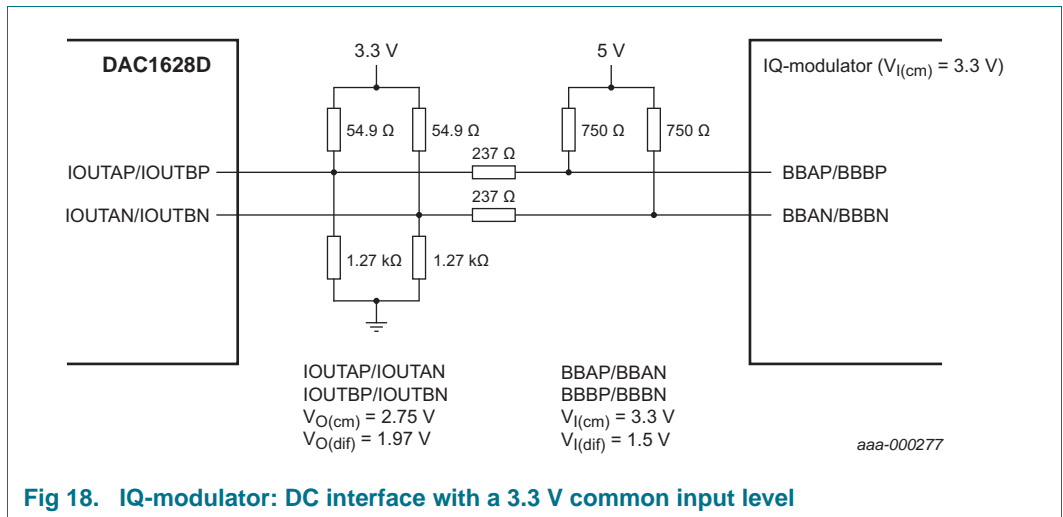 3.3 V
5 V
DAC1628D
IQ-modulator (VI(cm) = 3.3 V)
54.9 Ω
54.9 Ω
750 Ω
750 Ω
237 Ω
IOUTAP/IOUTBP
BBAP/BBBP
237 Ω
IOUTAN/IOUTBN
BBAN/BBBN
1.27 kΩ
1.27 kΩ
IOUTAP/IOUTAN
IOUTBP/IOUTBN
VO(cm) = 2.75 V
VO(dif) = 1.97 V
BBAP/BBAN
BBBP/BBBN
VI(cm) = 3.3 V
VI(dif) = 1.5 V
aaa-000277
Fig 18. IQ-modulator: DC interface with a 3.3 V common input level